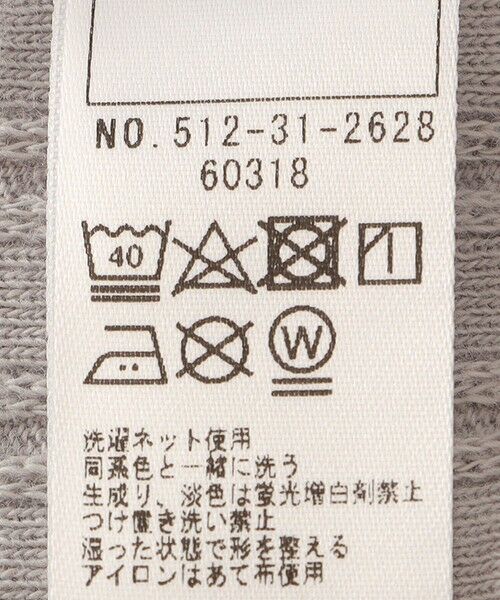 NO. 512-31-2628
60318
40
W
洗濯ネット使用
同系色と一緒に洗う
生成り、淡色は蛍光増白剤禁止
つけ置き洗い禁止
湿った状態で形を整える
アイロンはあて布使用